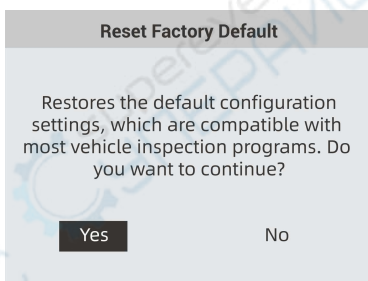 Reset Factory Default
Restores the default configuration
settings, which are compatible with
most vehicle inspection programs. Do
you want to continue?
Yes No